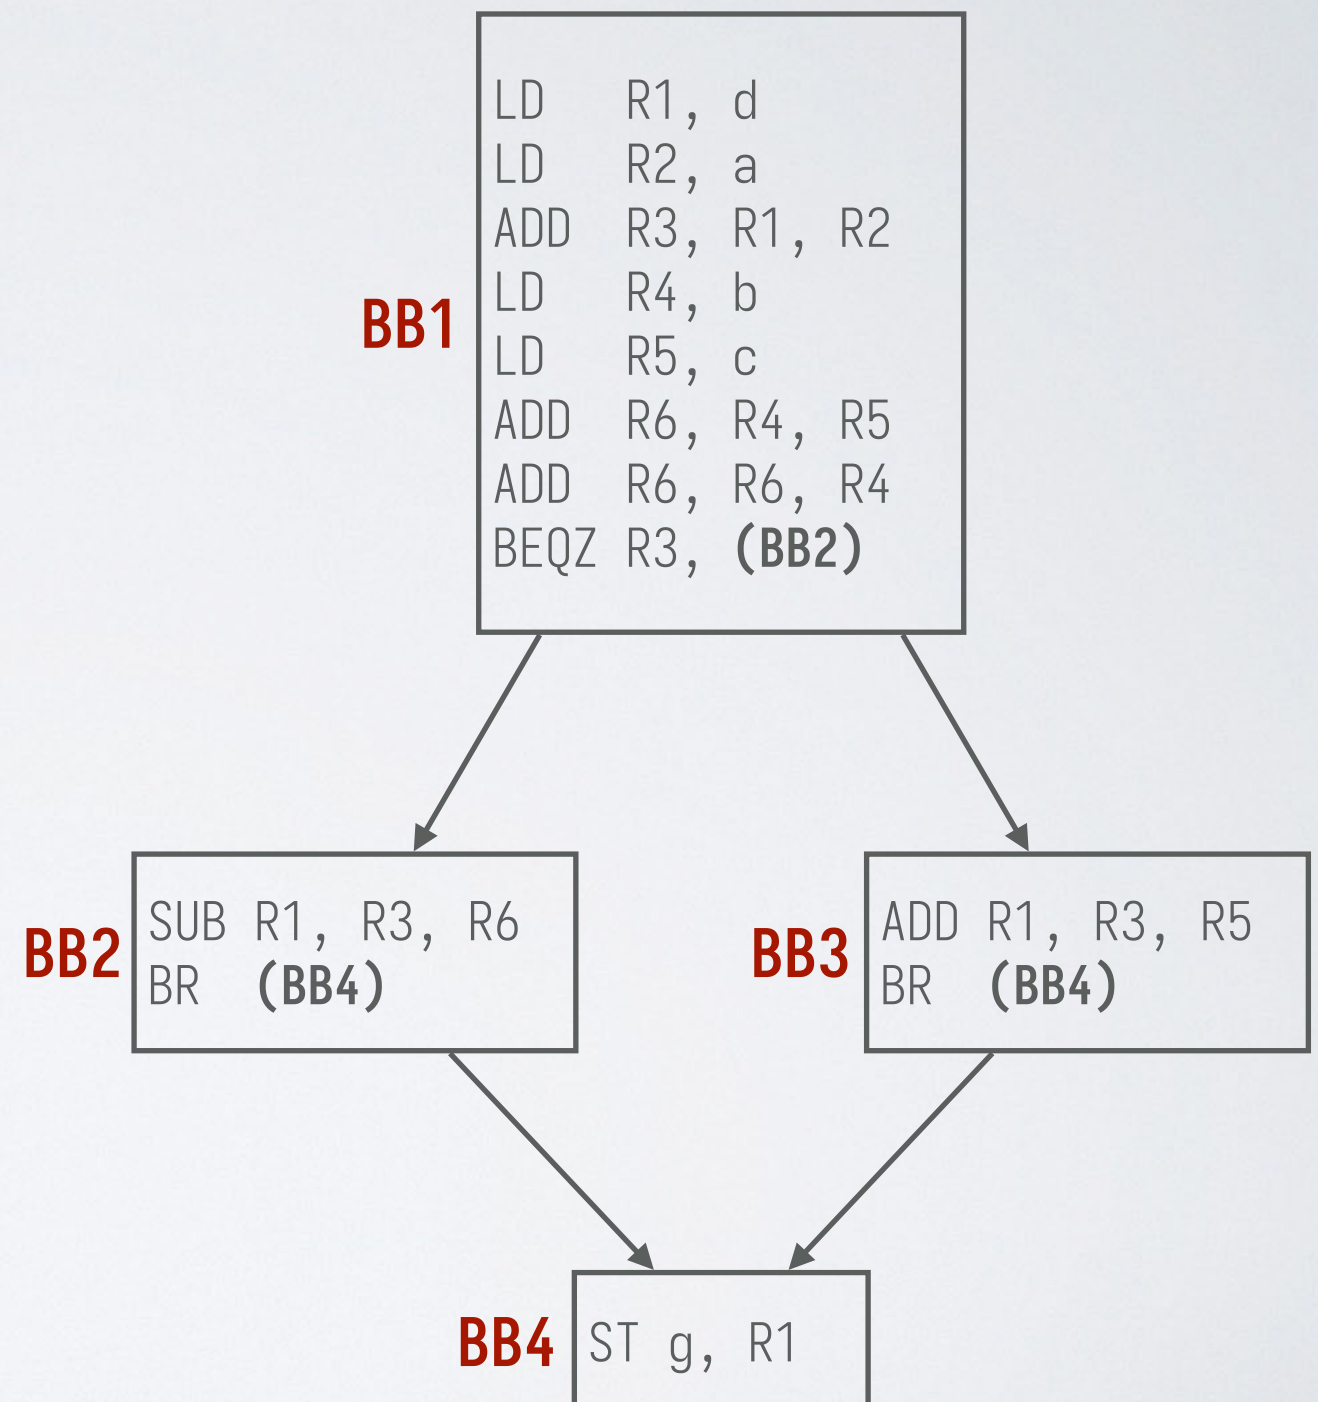 LD R1, d
LD R2, a
ADD R3, R1, R2
LD R4, b
BB1
LD R5, c
ADD R6, R4, R5
ADD R6, R6, R4
BEQZ R3, (BB2)
BB2
SUB R1, R3, R6
BR (BB4)
BB3
ADD R1, R3, R5
BR (BB4)
BB4
ST g, R1